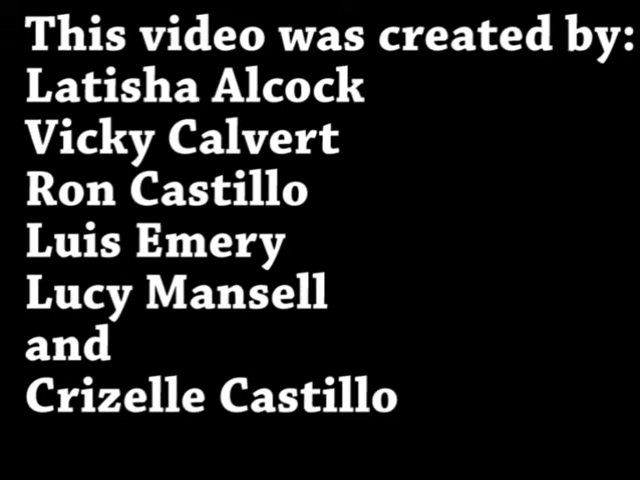 This video was created by:
Latisha Alcock
Vicky Calvert
Ron Castillo
Luis Emery
Lucy Mansell
and
Crizelle Castillo